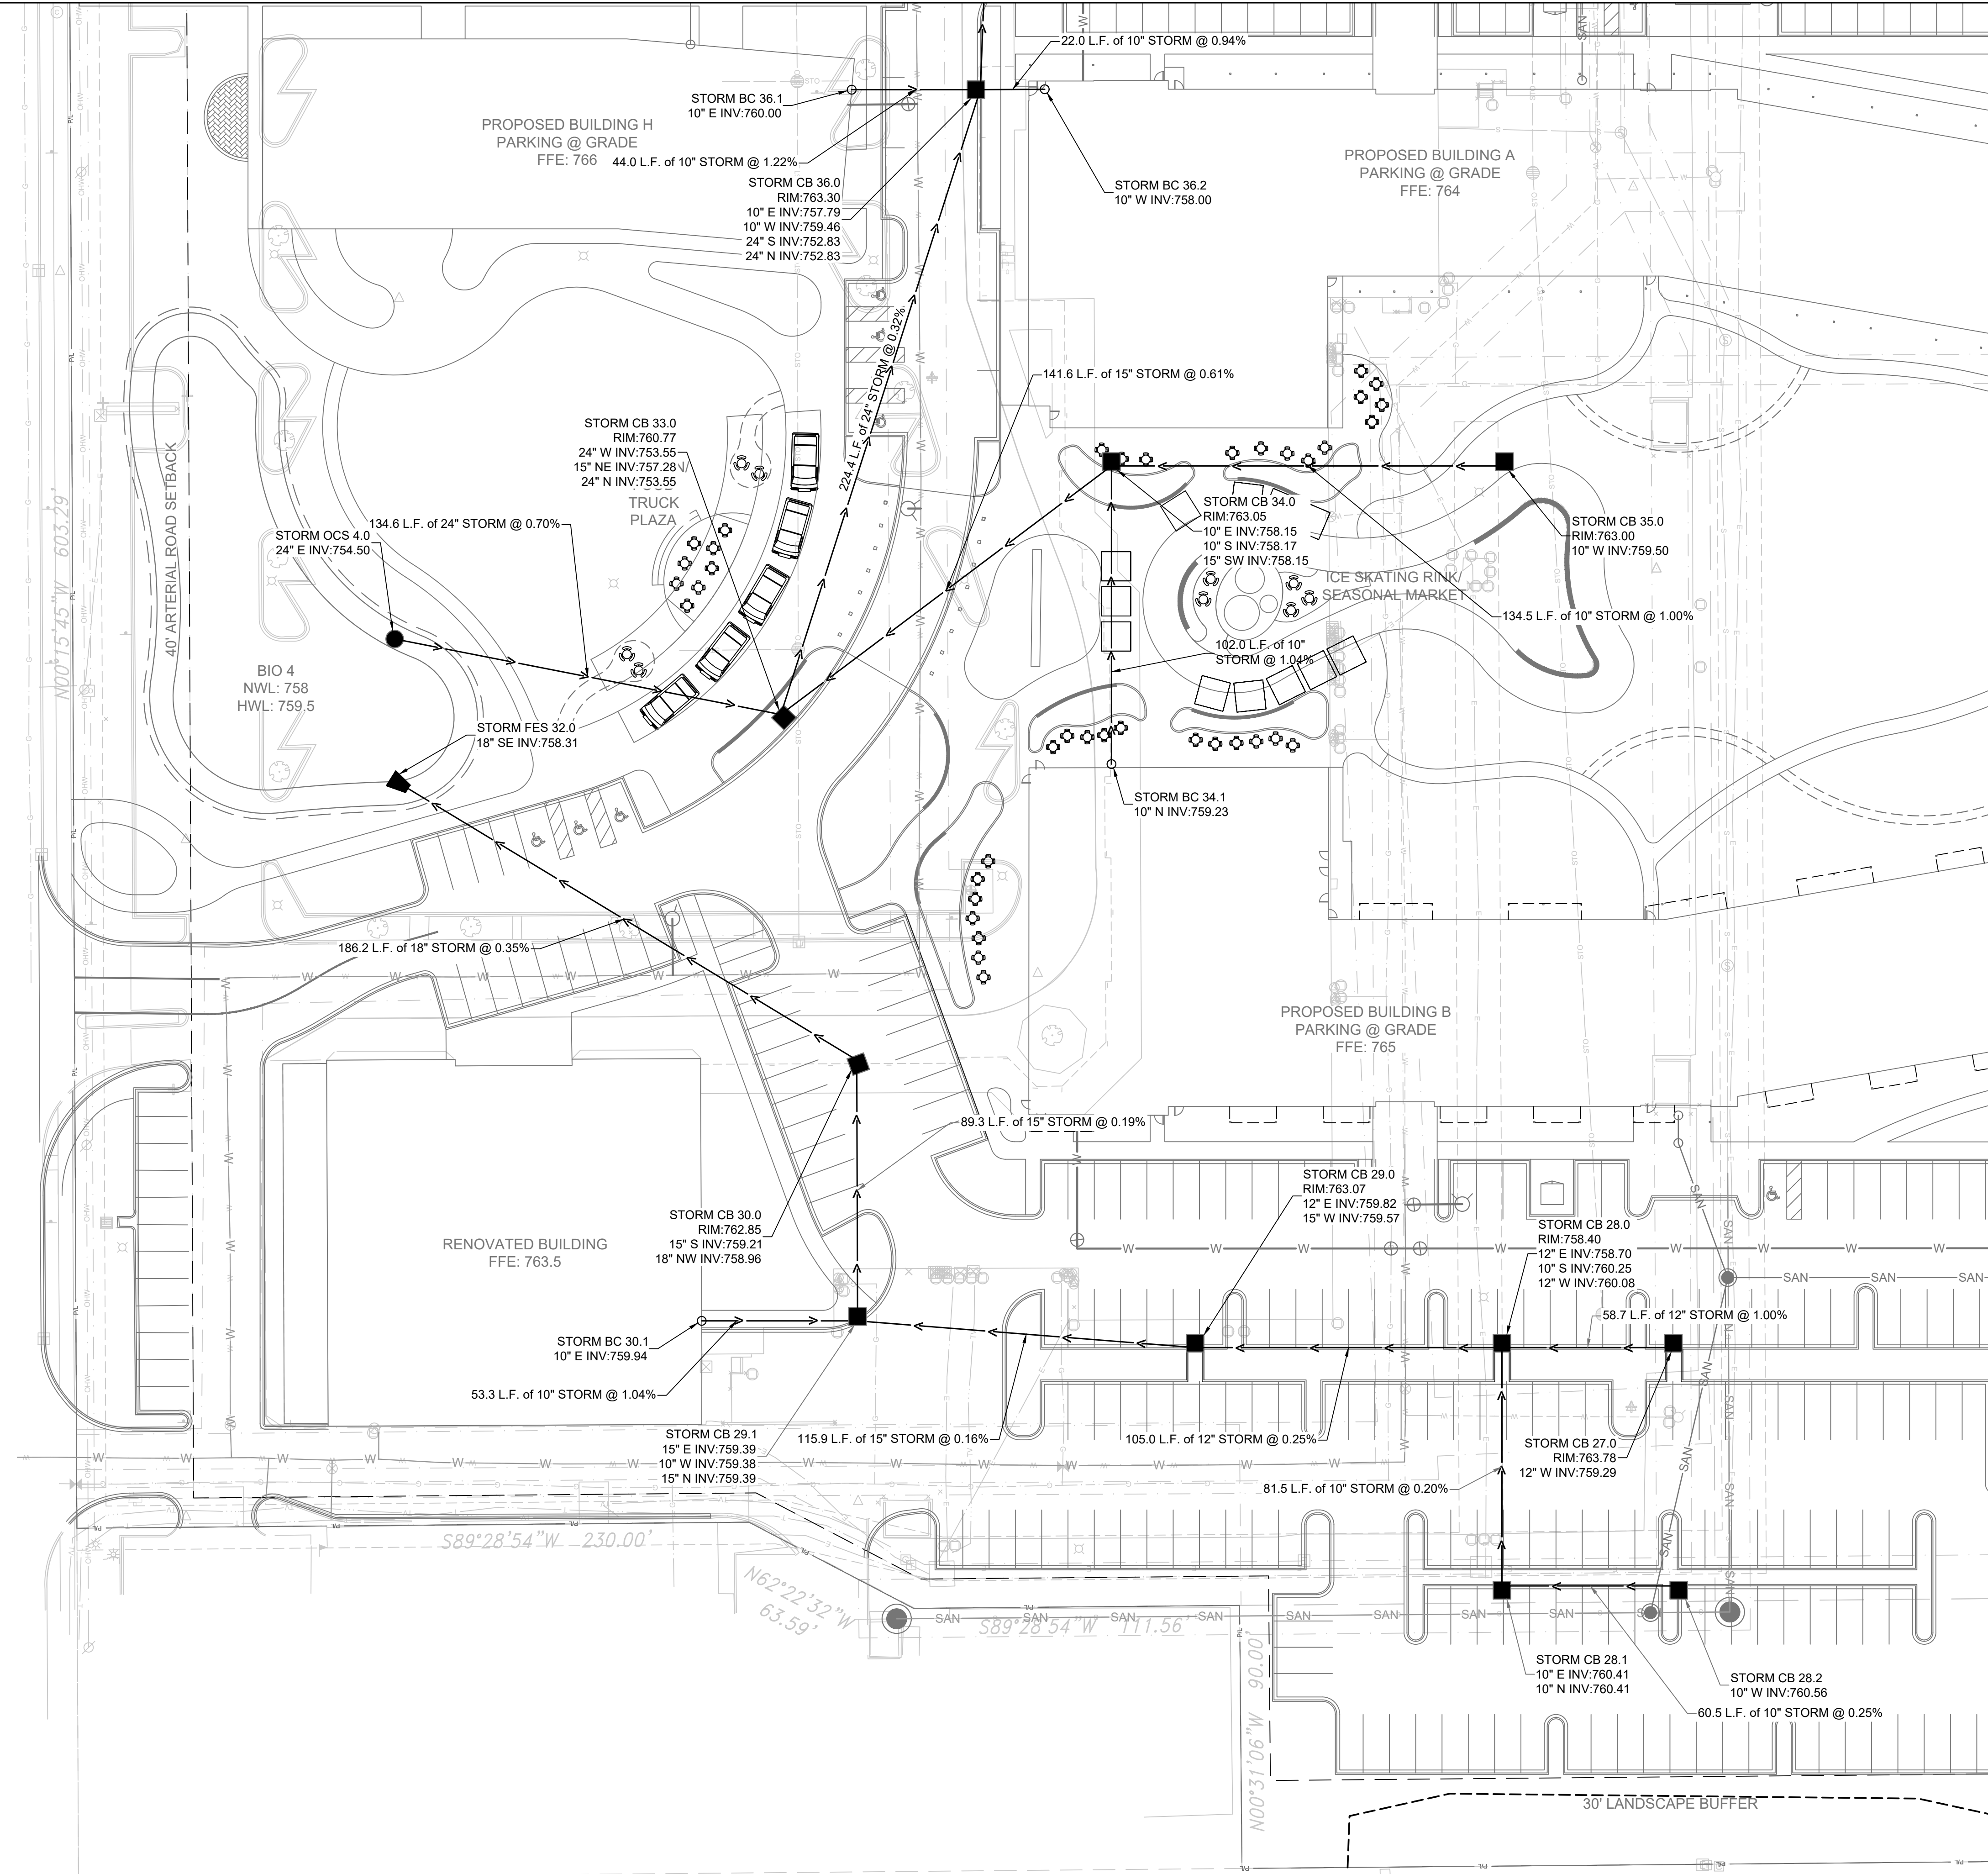 22.0 L.F. of 10" STORM @ 0.94%
STORM BC 36.1
10" E INV:760.00
PROPOSED BUILDING H
PARKING @ GRADE
FFE: 766
44.0 L.F. of 10" STORM @ 1.22%
PROPOSED BUILDING A
PARKING @ GRADE
FFE: 764
STORM CB 36.0
RIM:763.30
10" E INV:757.79
10" W INV:759.46
24" S INV:752.83
24" N INV:752.83
STORM BC 36.2
10" W INV:758.00
224.4 L.F. of 24" STORM @ 0.32%
141.6 L.F. of 15" STORM @ 0.61%
STORM CB 33.0
RIM:760.77
24" W INV:753.55
15" NE INV:757.28
24" N INV:753.55
TRUCK
PLAZA
40' ARTERIAL ROAD SETBACK
N00°15'45"W 603.29'
134.6 L.F. of 24" STORM @ 0.70%
STORM OCS 4.0
24" E INV:754.50
STORM CB 34.0
RIM:763.05
10" E INV:758.15
10" S INV:758.17
15" SW INV:758.15
STORM CB 35.0
RIM:763.00
10" W INV:759.50
ICE SKATING RINK/
SEASONAL MARKET
134.5 L.F. of 10" STORM @ 1.00%
102.0 L.F. of 10"
STORM @ 1.04%
BIO 4
NWL: 758
HWL: 759.5
STORM FES 32.0
18" SE INV:758.31
STORM BC 34.1
10" N INV:759.23
186.2 L.F. of 18" STORM @ 0.35%
PROPOSED BUILDING B
PARKING @ GRADE
FFE: 765
89.3 L.F. of 15" STORM @ 0.19%
STORM CB 29.0
RIM:763.07
12" E INV:759.82
15" W INV:759.57
STORM CB 30.0
RIM:762.85
15" S INV:759.21
18" NW INV:758.96
STORM CB 28.0
RIM:758.40
12" E INV:758.70
10" S INV:760.25
12" W INV:760.08
RENOVATED BUILDING
FFE: 763.5
58.7 L.F. of 12" STORM @ 1.00%
STORM BC 30.1
10" E INV:759.94
53.3 L.F. of 10" STORM @ 1.04%
STORM CB 29.1
15" E INV:759.39
10" W INV:759.38
15" N INV:759.39
115.9 L.F. of 15" STORM @ 0.16%
105.0 L.F. of 12" STORM @ 0.25%
STORM CB 27.0
RIM:763.78
12" W INV:759.29
81.5 L.F. of 10" STORM @ 0.20%
S89°28'54"W 230.00'
N62°22'32"W
63.59'
S89°28'54"W 111.56'
N00°31'06"W 90.00'
SAN SAN SAN SAN SAN SAN SAN SAN
STORM CB 28.1
10" E INV:760.41
10" N INV:760.41
STORM CB 28.2
10" W INV:760.56
60.5 L.F. of 10" STORM @ 0.25%
30' LANDSCAPE BUFFER